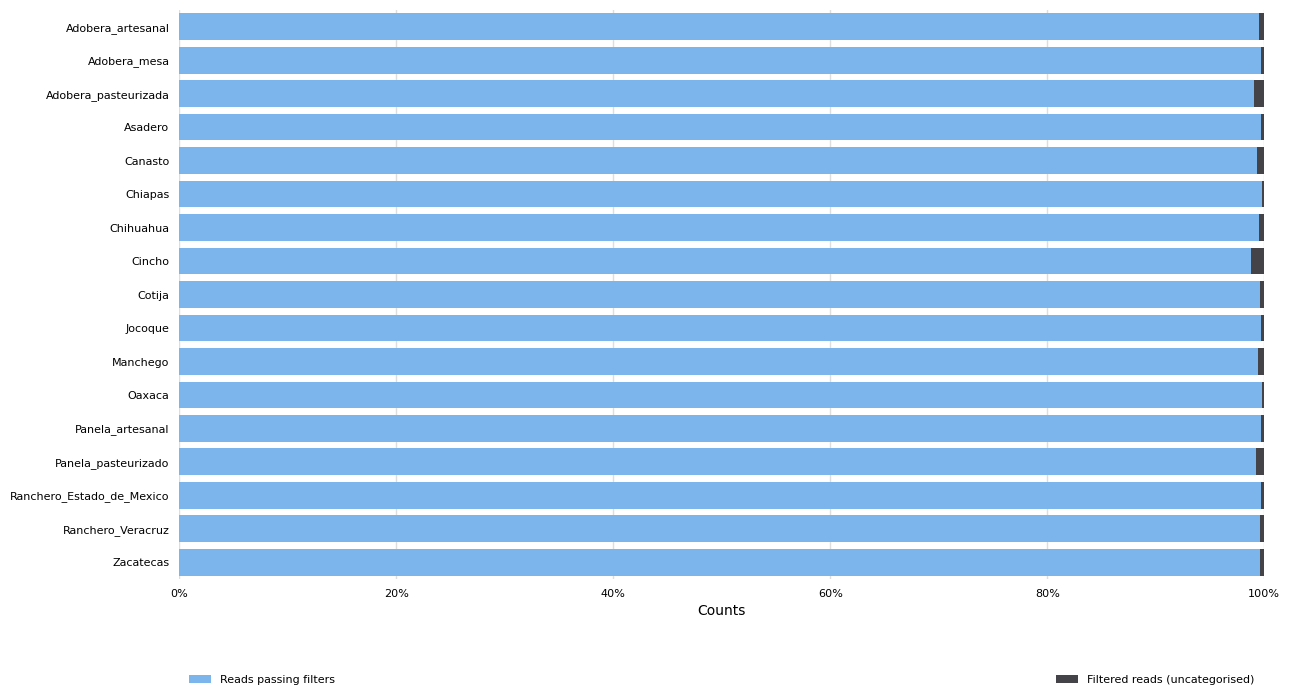 Adobera_artesanal
Adobera_mesa
Adobera_pasteurizada
Asadero
Canasto
Chiapas
Chihuahua
Cincho
Cotija
Jocoque
Manchego
Oaxaca
Panela_artesanal
Panela_pasteurizado
Ranchero_Estado_de_Mexico
Ranchero_Veracruz
Zacatecas
0% 20% 40% 60% 80% 100%
Counts
Reads passing filters Filtered reads (uncategorised)